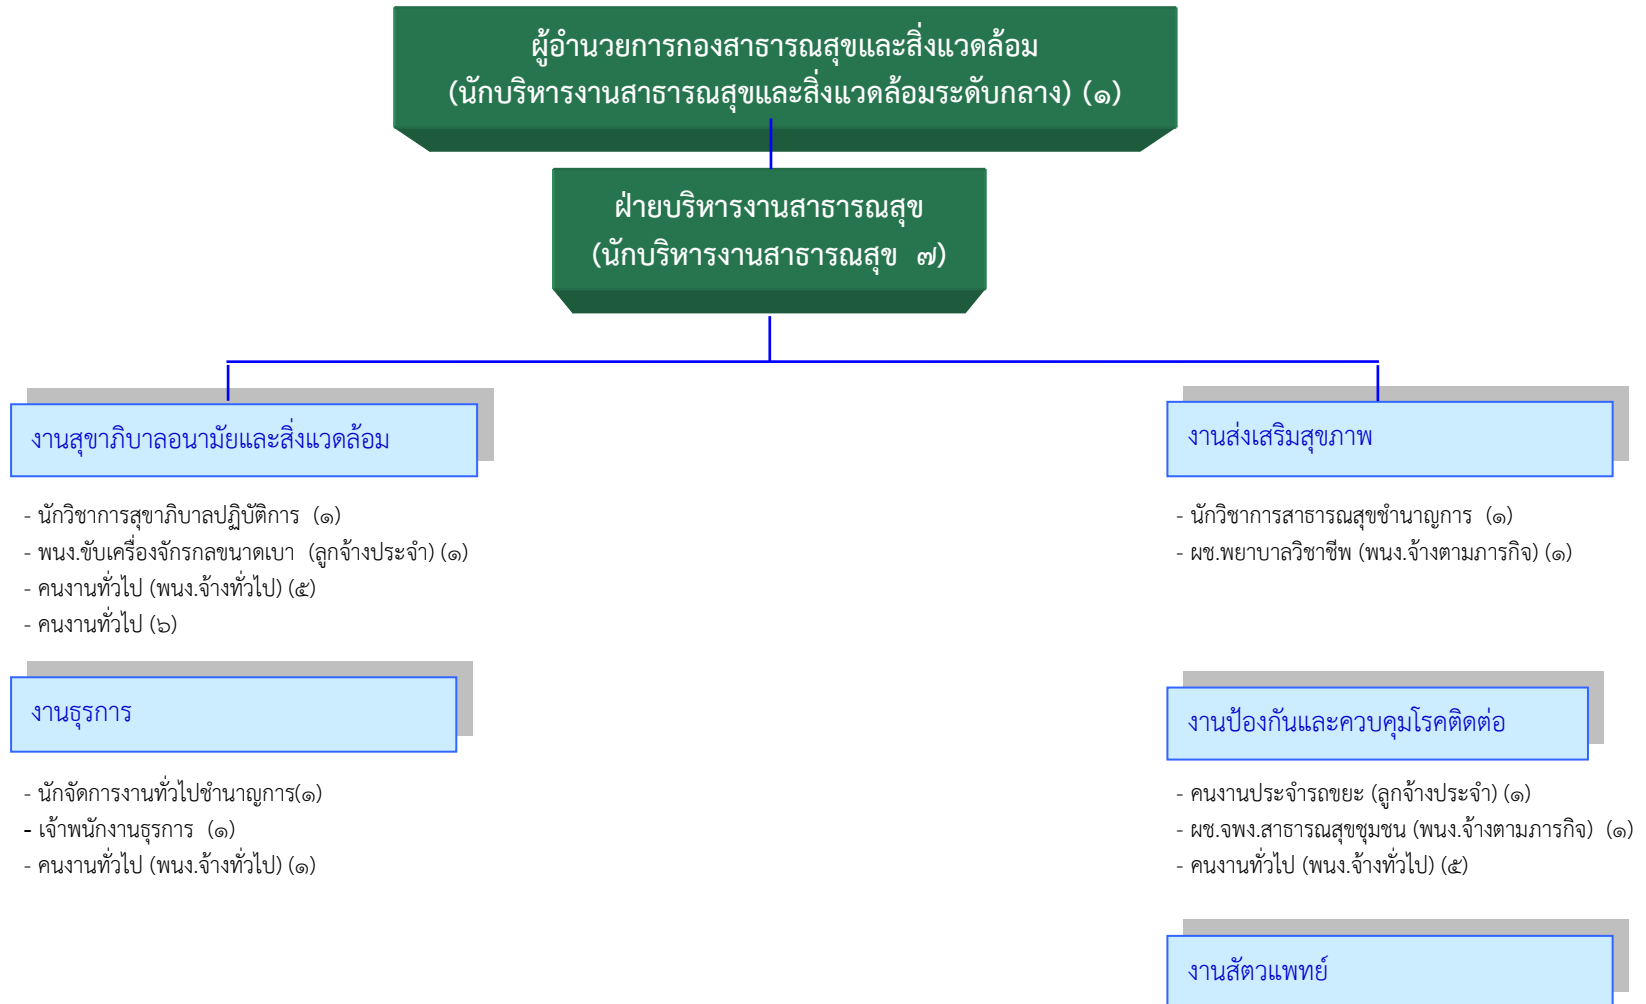 ผู้อำนวยการกองสาธารณสุขและสิ่งแวดล้อม
(นักบริหารงานสาธารณสุขและสิ่งแวดล้อมระดับกลาง) (๑)
ฝ่ายบริหารงานสาธารณสุข
(นักบริหารงานสาธารณสุข ๗)
งานสุขาภิบาลอนามัยและสิ่งแวดล้อม
- นักวิชาการสุขาภิบาลปฏิบัติการ (๑)
- พนง.ขับเครื่องจักรกลขนาดเบา (ลูกจ้างประจำ) (๑)
- คนงานทั่วไป (พนง.จ้างทั่วไป) (๕)
- คนงานทั่วไป (๖)
งานธุรการ
- นักจัดการงานทั่วไปชำนาญการ(๑)
- เจ้าพนักงานธุรการ (๑)
- คนงานทั่วไป (พนง.จ้างทั่วไป) (๑)
งานส่งเสริมสุขภาพ
- นักวิชาการสาธารณสุขชำนาญการ (๑)
- ผช.พยาบาลวิชาชีพ (พนง.จ้างตามภารกิจ) (๑)
งานป้องกันและควบคุมโรคติดต่อ
- คนงานประจำรถขยะ (ลูกจ้างประจำ) (๑)
- ผช.จพง.สาธารณสุขชุมชน (พนง.จ้างตามภารกิจ) (๑)
- คนงานทั่วไป (พนง.จ้างทั่วไป) (๕)
งานสัตวแพทย์